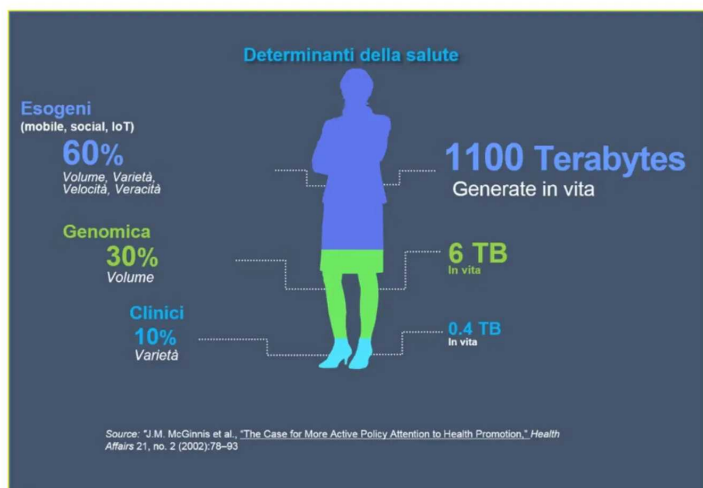 Determinanti della salute
Esogeni
(mobile, social, IoT)
60%
Volume, Varietà,
Velocità, Veracità
1100 Terabytes
Generate in vita
Genomica
30%
Volume
6 TB
In vita
Clinici
10%
Varietà
0.4 TB
In vita
Source: "J.M. McGinnis et al., "The Case for More Active Policy Attention to Health Promotion," Health
Affairs 21, no. 2 (2002):78–93